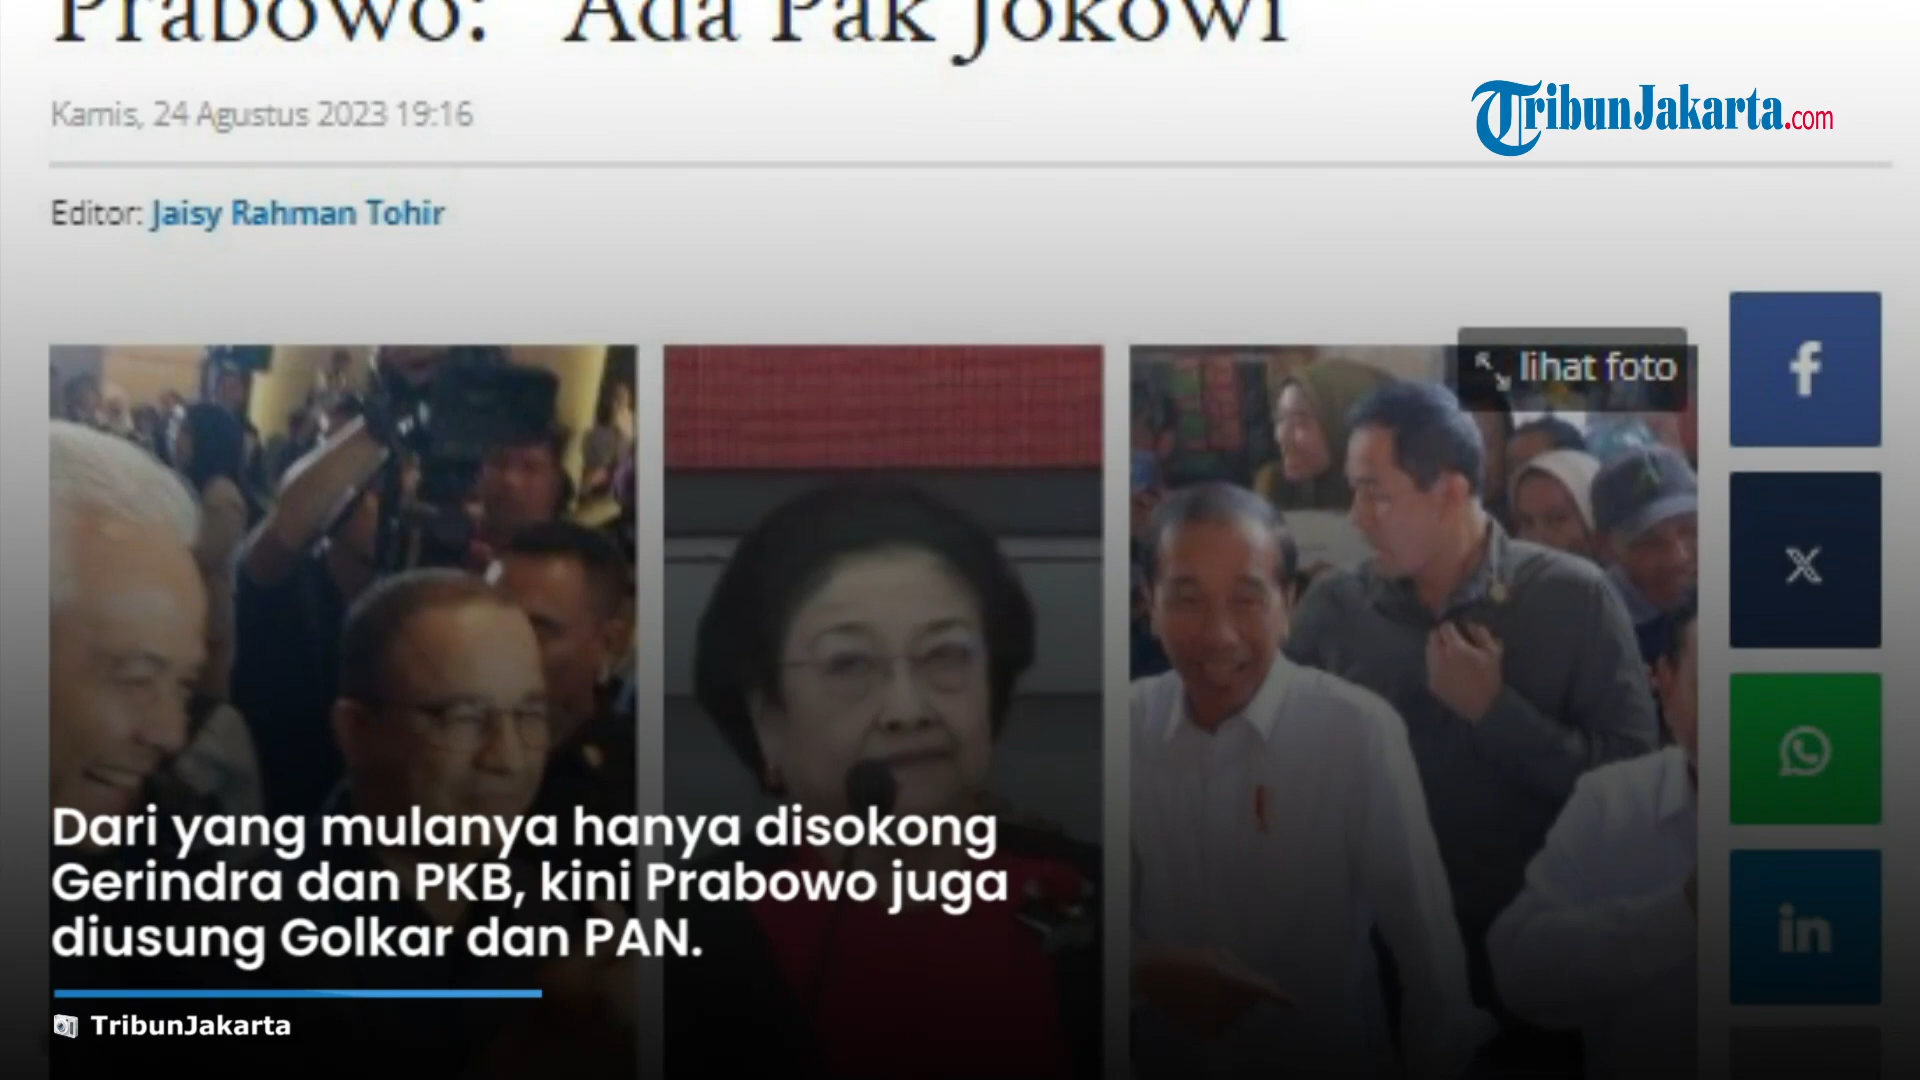 Prabowo: "Ada Pak Jokowi
TribunJakarta.com
Kamis, 24 Agustus 2023 19:16
Editor: Jaisy Rahman Tohir
lihat foto
Dari yang mulanya hanya disokong
Gerindra dan PKB, kini Prabowo juga
diusung Golkar dan PAN.
TribunJakarta